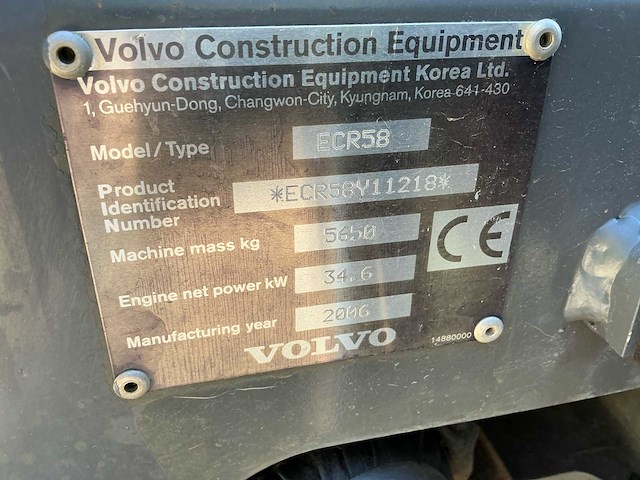 Volvo Construction Equipment
Volvo Construction Equipment Korea Ltd.
1, Guehyun-Dong, Changwon-City, Kyungnam, Korea 641-430
Model/Type ECR58
Product Identification Number *ECR58Y11218*
Machine mass kg 5650
CE
Engine net power kW 34.6
Manufacturing year 2006
VOLVO
14880000